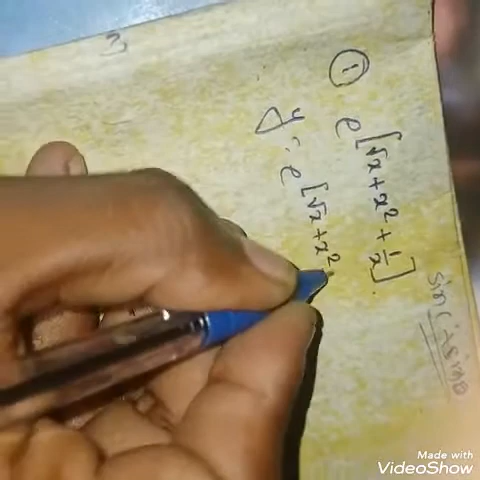 ① e^[√x + x² + 1/x].
y = e^[√x + x²
Made with
VideoShow